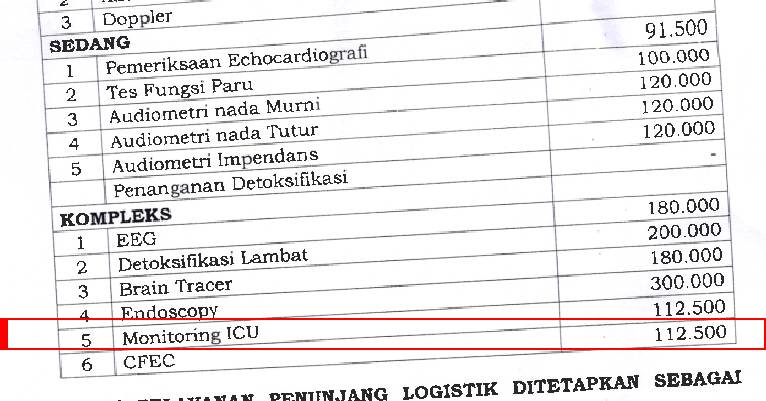 2
3 Doppler
SEDANG
1 Pemeriksaan Echocardiografi 91.500
2 Tes Fungsi Paru 100.000
3 Audiometri nada Murni 120.000
4 Audiometri nada Tutur 120.000
5 Audiometri Impendans 120.000
Penanganan Detoksifikasi -
KOMPLEKS
1 EEG 180.000
2 Detoksifikasi Lambat 200.000
3 Brain Tracer 180.000
4 Endoscopy 300.000
5 Monitoring ICU 112.500
6 CFEC 112.500
PELAYANAN PENUNJANG LOGISTIK DITETAPKAN SEBAGAI